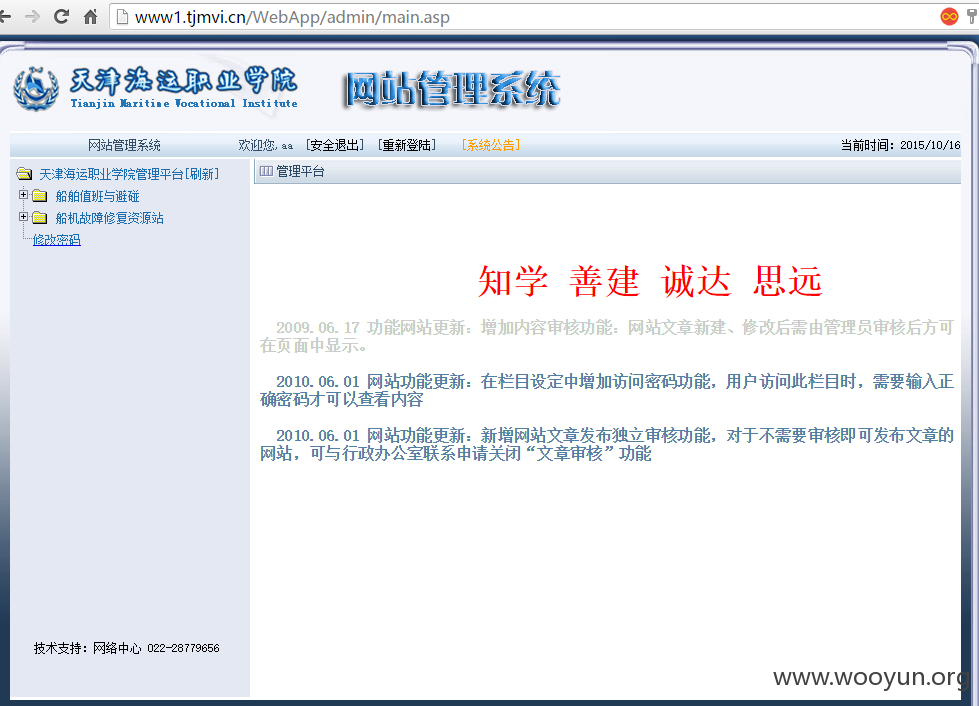 www1.tjmvi.cn/WebApp/admin/main.asp
天津海运职业学院
Tianjin Maritime Vocational Institute
网站管理系统
网站管理系统 欢迎您, aa [安全退出] [重新登陆] [系统公告] 当前时间：2015/10/16
天津海运职业学院管理平台[刷新]
船舶值班与避碰
船机故障修复资源站
修改密码
管理平台
知学 善建 诚达 思远
2009.06.17 功能网站更新：增加内容审核功能：网站文章新建、修改后需由管理员审核后方可
在页面中显示。
2010.06.01 网站功能更新：在栏目设定中增加访问密码功能，用户访问此栏目时，需要输入正
确密码才可以查看内容
2010.06.01 网站功能更新：新增网站文章发布独立审核功能，对于不需要审核即可发布文章的
网站，可与行政办公室联系申请关闭“文章审核”功能
技术支持：网络中心 022-28779656
www.wooyun.org